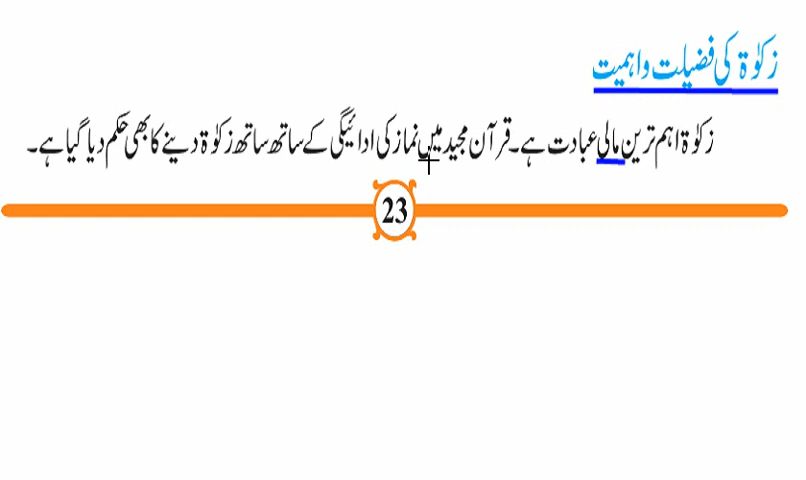 زکوٰۃ کی فضیلت و اہمیت
زکوٰۃ اہم ترین مالی عبادت ہے۔ قرآن مجید میں نماز کی ادائیگی کے ساتھ ساتھ زکوٰۃ دینے کا بھی حکم دیا گیا ہے۔
23